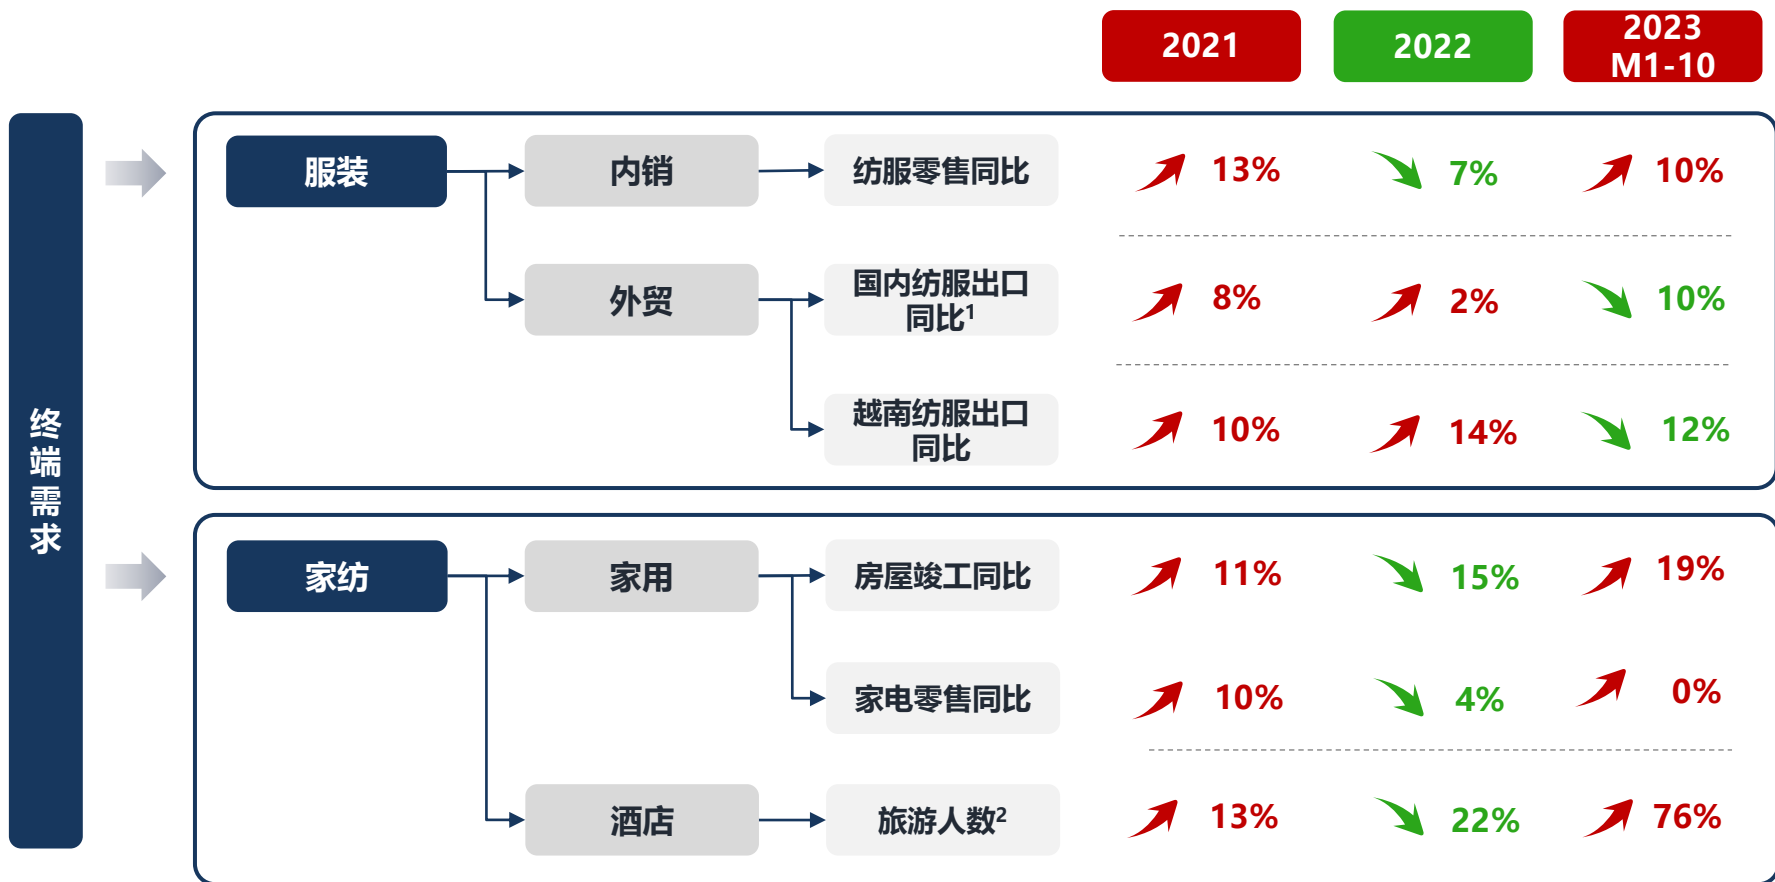 2021
2022
2023
M1-10
终
端
需
求
服装
内销
纺服零售同比
13%
7%
10%
外贸
国内纺服出口
同比¹
8%
2%
10%
越南纺服出口
同比
10%
14%
12%
家纺
家用
房屋竣工同比
11%
15%
19%
家电零售同比
10%
4%
0%
酒店
旅游人数²
13%
22%
76%